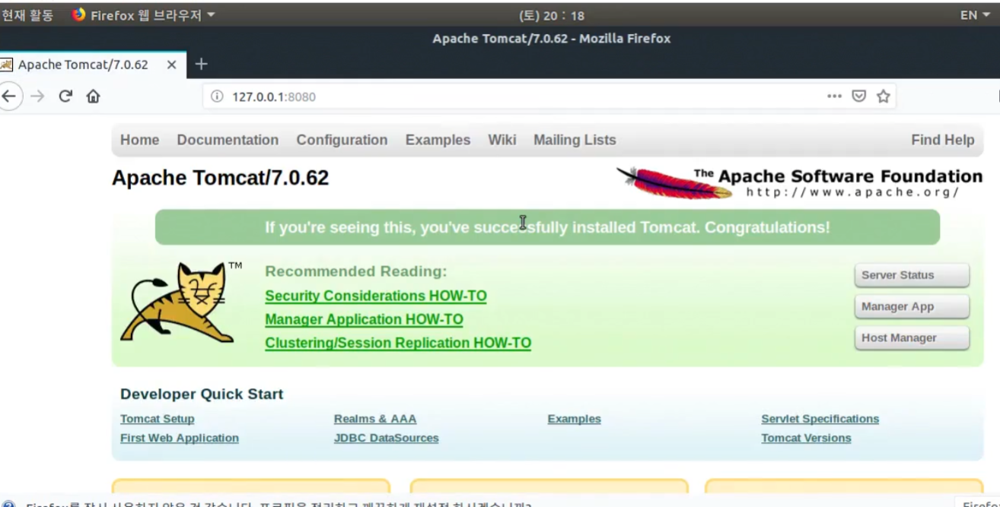 현재 활동 Firefox 웹 브라우저 (토) 20 : 18 EN
Apache Tomcat/7.0.62 - Mozilla Firefox
Apache Tomcat/7.0.62
127.0.0.1:8080
Home Documentation Configuration Examples Wiki Mailing Lists Find Help
Apache Tomcat/7.0.62
The Apache Software Foundation
http://www.apache.org/
If you're seeing this, you've successfully installed Tomcat. Congratulations!
TM
Recommended Reading:
Security Considerations HOW-TO
Manager Application HOW-TO
Clustering/Session Replication HOW-TO
Server Status
Manager App
Host Manager
Developer Quick Start
Tomcat Setup Realms & AAA Examples Servlet Specifications
First Web Application JDBC DataSources Tomcat Versions